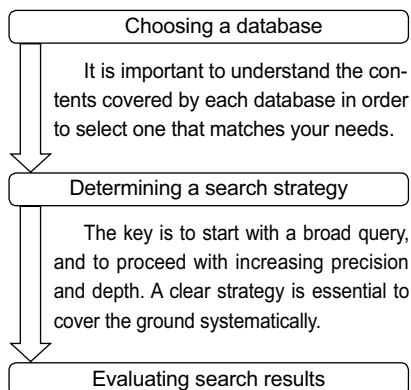 Choosing a database
It is important to understand the con-
tents covered by each database in order
to select one that matches your needs.
Determining a search strategy
The key is to start with a broad query,
and to proceed with increasing precision
and depth. A clear strategy is essential to
cover the ground systematically.
Evaluating search results